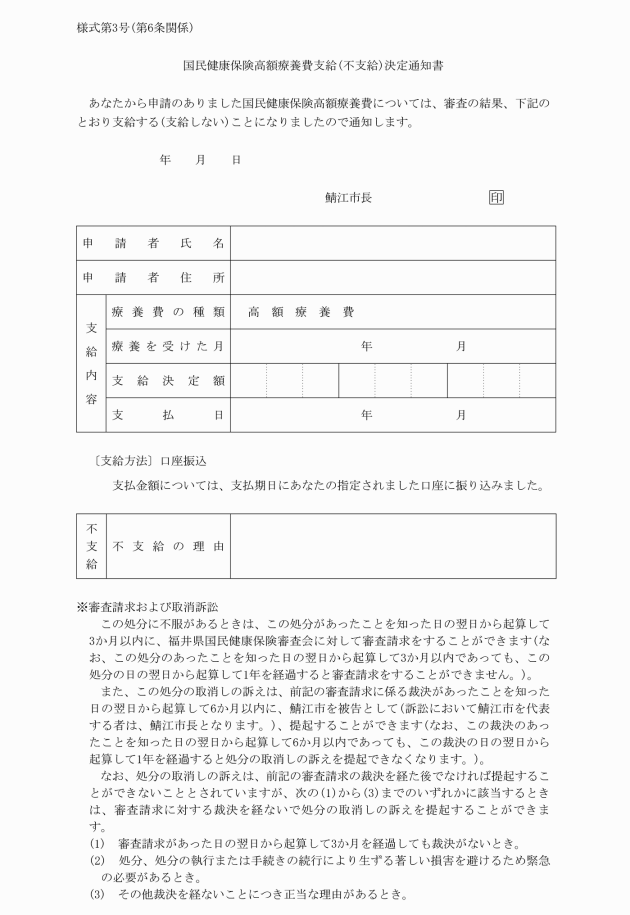 様式第3号(第6条関係)
国民健康保険高額療養費支給(不支給)決定通知書
あなたから申請のありました国民健康保険高額療養費については、審査の結果、下記の
とおり支給する(支給しない)ことになりましたので通知します。
年　月　日
鯖江市長　印
申請者氏名
申請者住所
支給内容
療養費の種類　高額療養費
療養を受けた月　年　月
支給決定額
支払日　年　月
〔支給方法〕口座振込
支払金額については、支払期日にあなたの指定されました口座に振り込みました。
不支給
不支給の理由
※審査請求および取消訴訟
この処分に不服があるときは、この処分があったことを知った日の翌日から起算して
3か月以内に、福井県国民健康保険審査会に対して審査請求をすることができます(な
お、この処分のあったことを知った日の翌日から起算して3か月以内であっても、この
処分の日の翌日から起算して1年を経過すると審査請求をすることができません。)。
また、この処分の取消しの訴えは、前記の審査請求に係る裁決があったことを知った
日の翌日から起算して6か月以内に、鯖江市を被告として(訴訟において鯖江市を代表
する者は、鯖江市長となります。)、提起することができます(なお、この裁決のあっ
たことを知った日の翌日から起算して6か月以内であっても、この裁決の日の翌日から
起算して1年を経過すると処分の取消しの訴えを提起できなくなります。)。
なお、処分の取消しの訴えは、前記の審査請求の裁決を経た後でなければ提起するこ
とができないこととされていますが、次の(1)から(3)までのいずれかに該当するとき
は、審査請求に対する裁決を経ないで処分の取消しの訴えを提起することができま
す。
(1)　審査請求があった日の翌日から起算して3か月を経過しても裁決がないとき。
(2)　処分、処分の執行または手続きの続行により生ずる著しい損害を避けるため緊急
の必要があるとき。
(3)　その他裁決を経ないことにつき正当な理由があるとき。